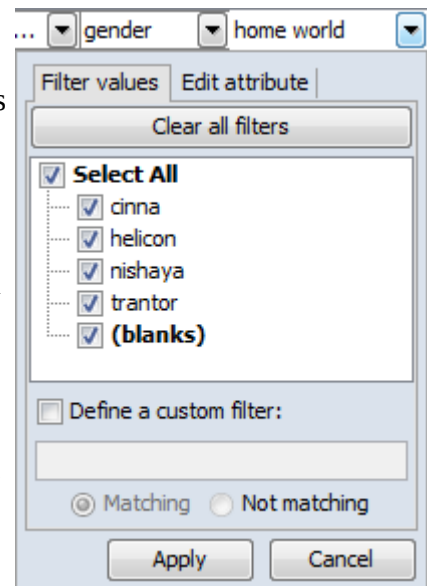 ... gender home world
Filter values Edit attribute
s
Clear all filters
Select All
cinna
helicon
nishaya
trantor
(blanks)
Define a custom filter:
Matching Not matching
Apply Cancel